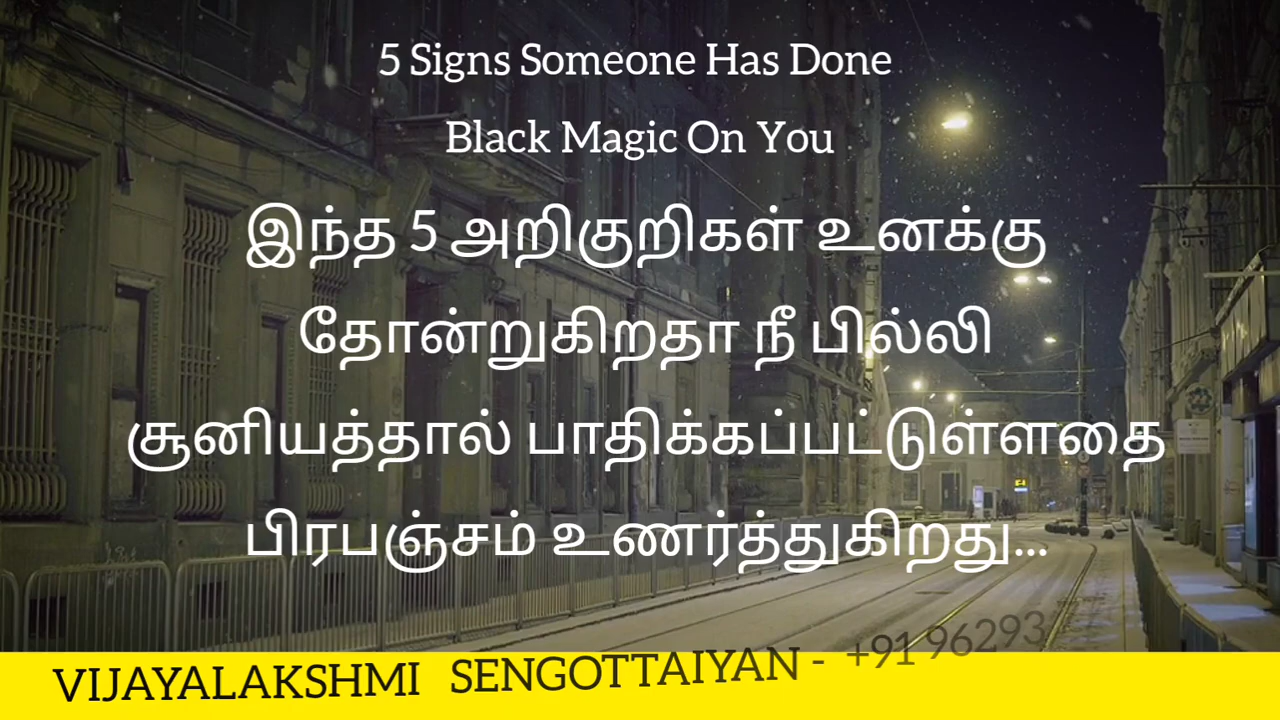 5 Signs Someone Has Done
Black Magic On You
இந்த 5 அறிகுறிகள் உனக்கு
தோன்றுகிறதா நீ பில்லி
சூனியத்தால் பாதிக்கப்பட்டுள்ளதை
பிரபஞ்சம் உணர்த்துகிறது...
VIJAYALAKSHMI SENGOTTAIYAN - +91 96293